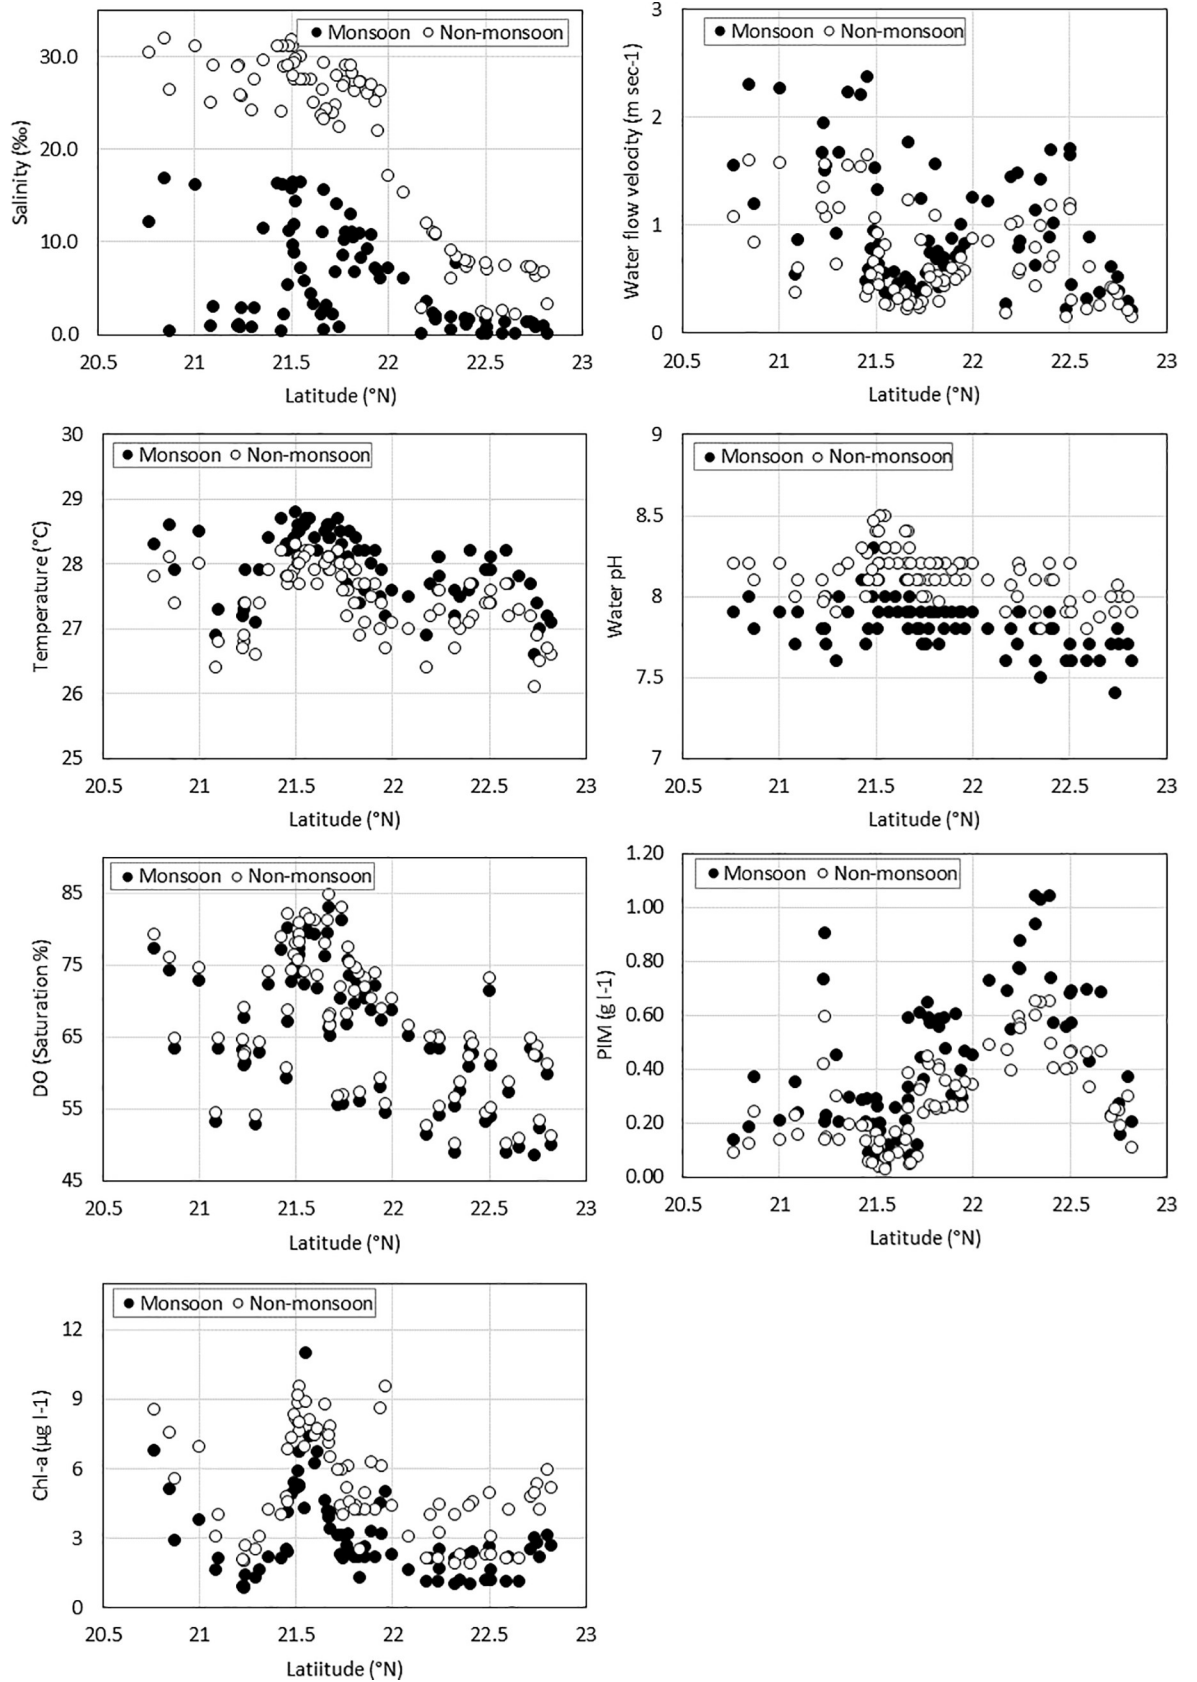 Monsoon Non-monsoon
Salinity (‰)
30.0
20.0
10.0
0.0
20.5 21 21.5 22 22.5 23
Latitude (°N)
Monsoon Non-monsoon
Water flow velocity (m sec-1)
3
2
1
0
20.5 21 21.5 22 22.5 23
Latitude (°N)
Monsoon Non-monsoon
Temperature (°C)
30
29
28
27
26
25
20.5 21 21.5 22 22.5 23
Latitude (°N)
Monsoon Non-monsoon
Water pH
9
8.5
8
7.5
7
20.5 21 21.5 22 22.5 23
Latitude (°N)
Monsoon Non-monsoon
DO (Saturation %)
85
75
65
55
45
20.5 21 21.5 22 22.5 23
Latitude (°N)
Monsoon Non-monsoon
PIM (g l-1)
1.20
1.00
0.80
0.60
0.40
0.20
0.00
20.5 21 21.5 22 22.5 23
Latitude (°N)
Monsoon Non-monsoon
Chl-a (µg l-1)
12
9
6
3
0
20.5 21 21.5 22 22.5 23
Latiitude (°N)